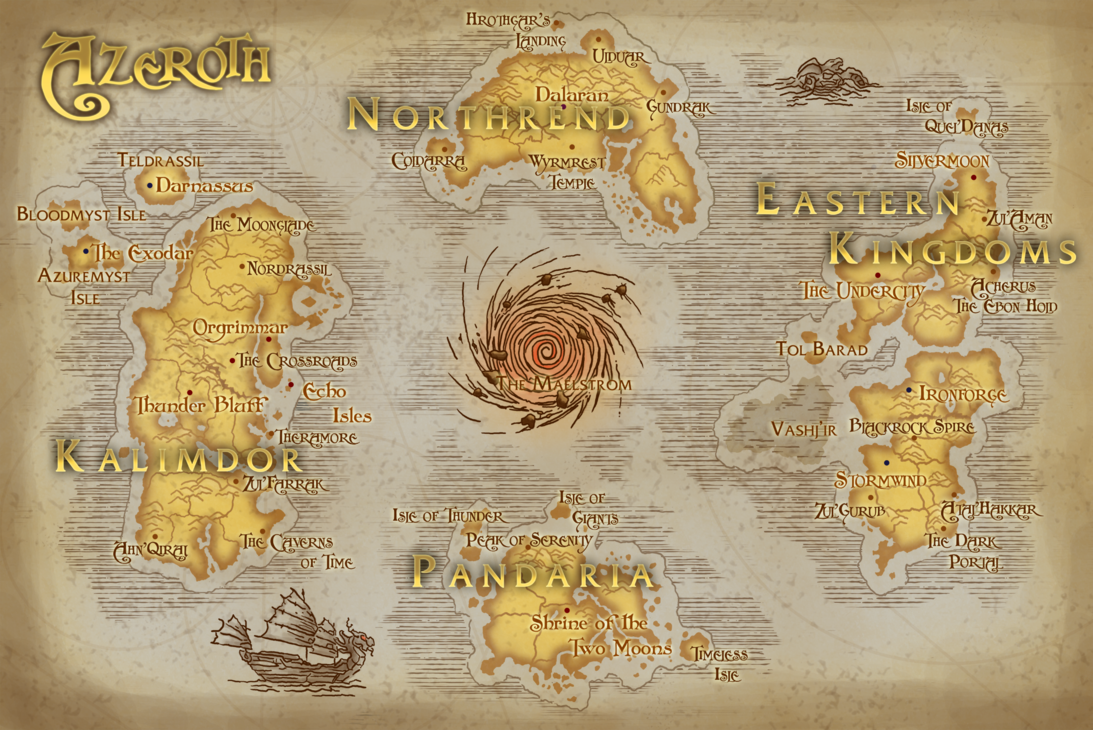 AZEROTH
HROTHGAR'S
LANDING
ULDUAR
DALARAN
GUNDRAK
NORTHREND
COLDARRA
WYRMREST
TEMPLE
ISLE OF
QUEL'DANAS
SILVERMOON
EASTERN
KINGDOMS
ZUL'AMAN
THE UNDERCITY
ACHERUS
THE EBON HOLD
TOL BARAD
IRONFORGE
VASHJ'IR
BLACKROCK SPIRE
STORMWIND
ZUL'GURUB
ATAL'HAKKAR
THE DARK
PORTAL
TELDRASSIL
DARNASSUS
BLOODMYST ISLE
THE MOONGLADE
THE EXODAR
AZUREMYST
ISLE
NORDRASSIL
ORGRIMMAR
THE CROSSROADS
ECHO
ISLES
THUNDER BLUFF
THERAMORE
KALIMDOR
ZUL'FARRAK
AHN'QIRAJ
THE CAVERNS
OF TIME
THE MAELSTROM
ISLE OF
GIANTS
ISLE OF THUNDER
PEAK OF SERENITY
PANDARIA
SHRINE OF THE
TWO MOONS
TIMELESS
ISLE